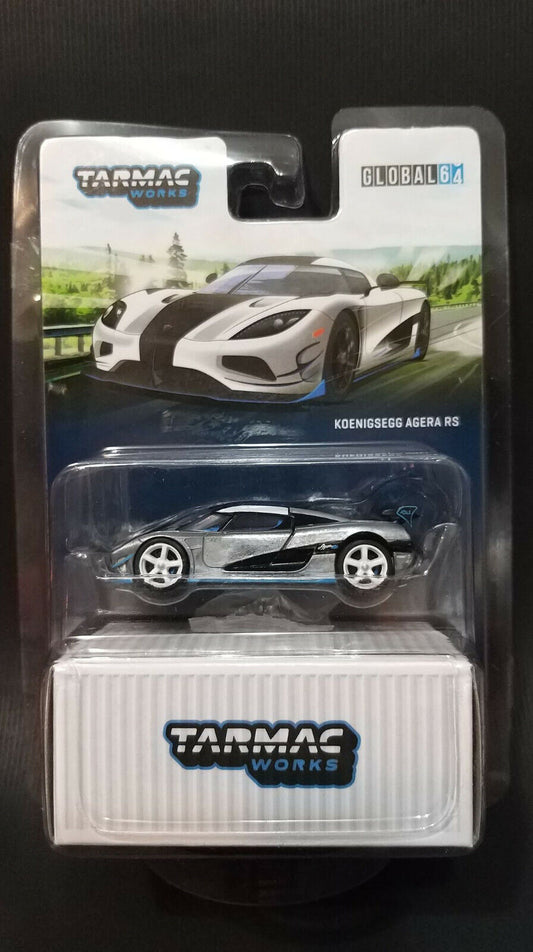 TARMAC
WORKS
GLOBAL64
KOENIGSEGG AGERA RS
TARMAC
WORKS